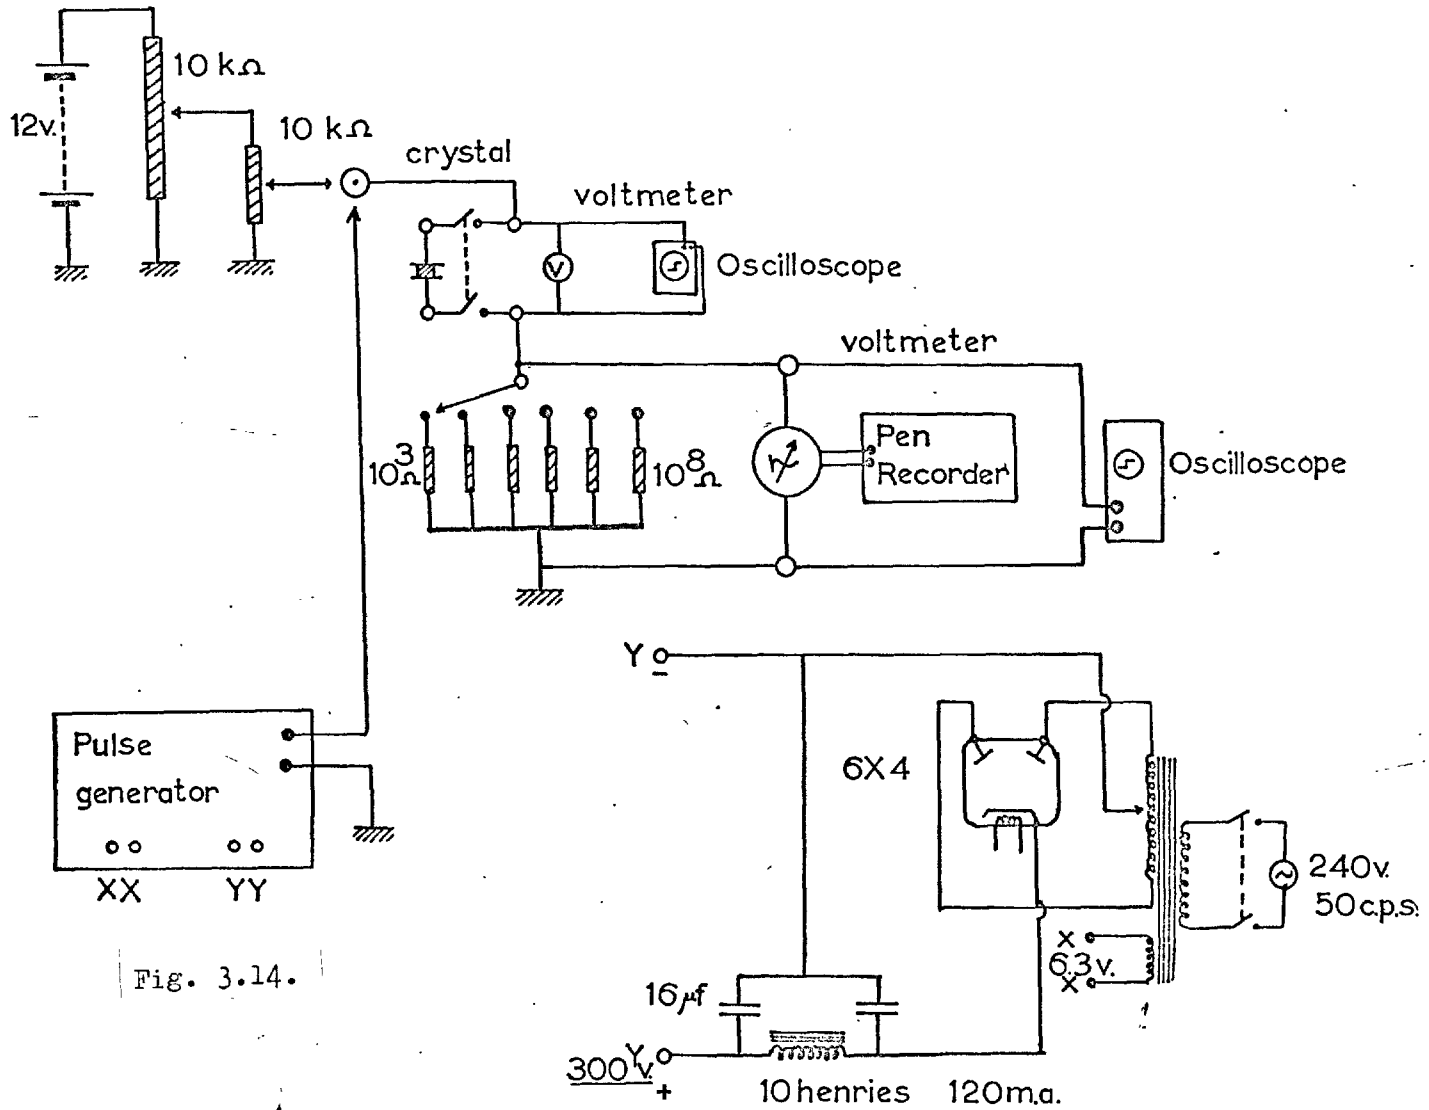 10 kΩ
12v.
10 kΩ
crystal
voltmeter
V
Oscilloscope
voltmeter
10³Ω
10⁸Ω
Pen
Recorder
Oscilloscope
Y
−
Pulse
generator
XX YY
6X4
240v.
50c.p.s.
X
6.3v.
X
Fig. 3.14.
16μf
Y
300v.
+
10henries 120m.a.